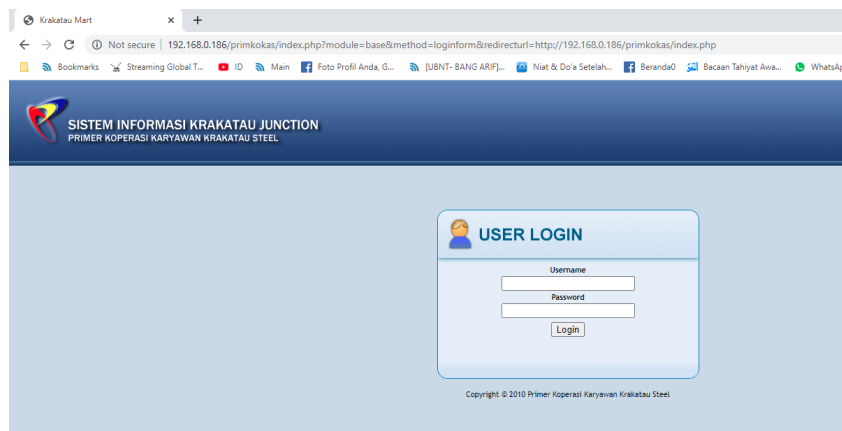 Krakatau Mart
Not secure | 192.168.0.186/primkokas/index.php?module=base&method=loginform&redirecturl=http://192.168.0.186/primkokas/index.php
Bookmarks Streaming Global T... ID Main Foto Profil Anda, G... [UBNT- BANG ARIF]... Niat & Do'a Setelah... Beranda0 Bacaan Tahiyat Awa... WhatsAp
SISTEM INFORMASI KRAKATAU JUNCTION
PRIMER KOPERASI KARYAWAN KRAKATAU STEEL
USER LOGIN
Username
Password
Login
Copyright © 2010 Primer Koperasi Karyawan Krakatau Steel